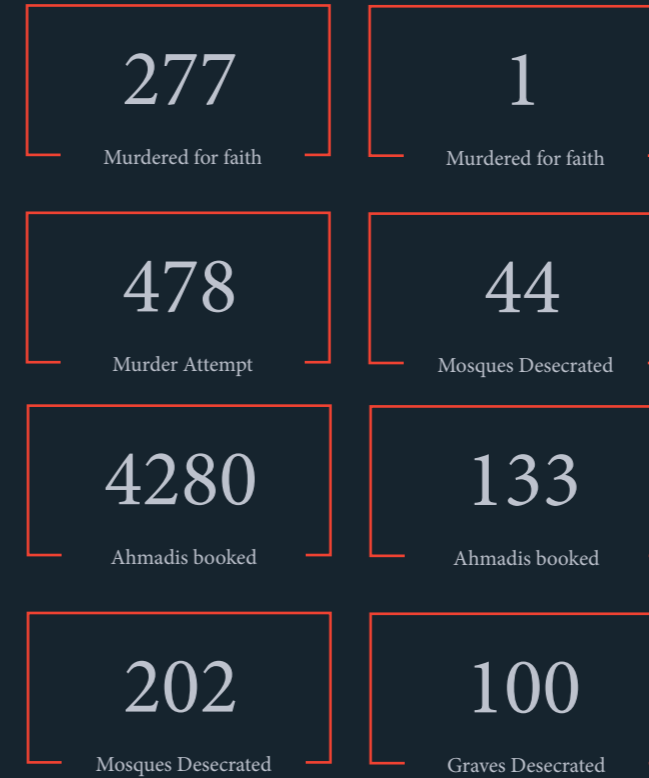 277
1
Murdered for faith
Murdered for faith
478
44
Murder Attempt
Mosques Desecrated
4280
133
Ahmadis booked
Ahmadis booked
202
100
Mosques Desecrated
Graves Desecrated